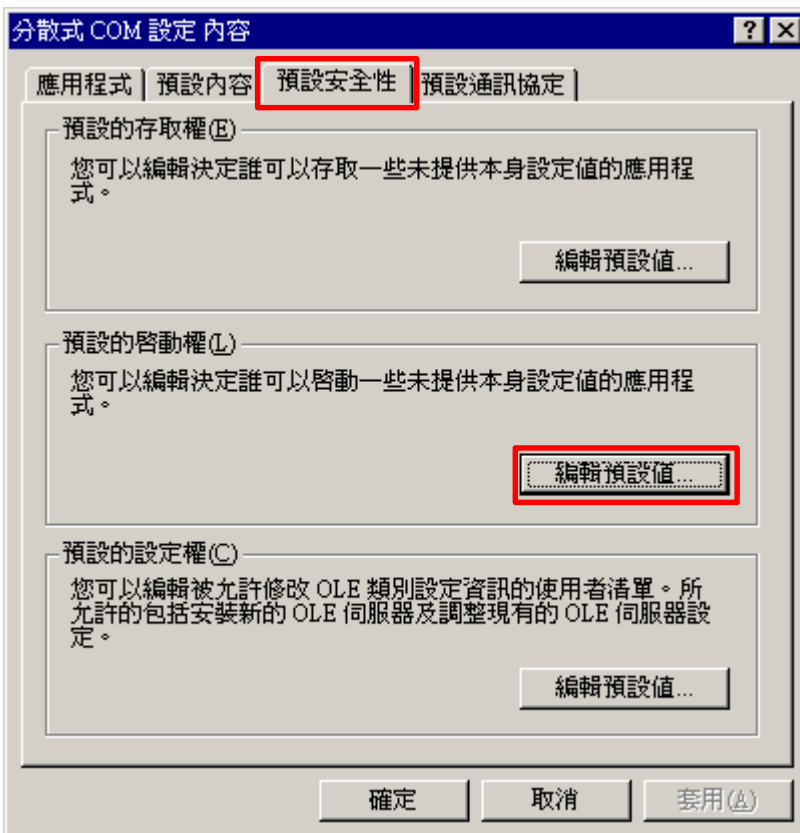 分散式 COM 設定 內容
應用程式
預設內容
預設安全性
預設通訊協定
預設的存取權(E)
您可以編輯決定誰可以存取一些未提供本身設定值的應用程
式。
編輯預設值...
預設的啓動權(L)
您可以編輯決定誰可以啓動一些未提供本身設定值的應用程
式。
編輯預設值...
預設的設定權(C)
您可以編輯被允許修改 OLE 類別設定資訊的使用者清單。所
允許的包括安裝新的 OLE 伺服器及調整現有的 OLE 伺服器設
定。
編輯預設值...
確定
取消
套用(A)